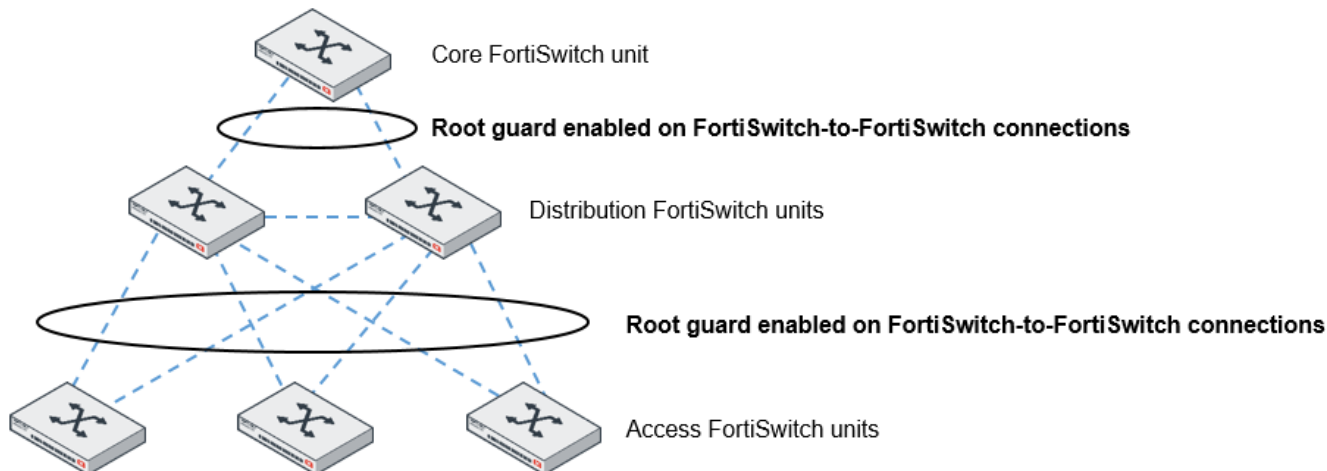 Core FortiSwitch unit
Root guard enabled on FortiSwitch-to-FortiSwitch connections
Distribution FortiSwitch units
Root guard enabled on FortiSwitch-to-FortiSwitch connections
Access FortiSwitch units